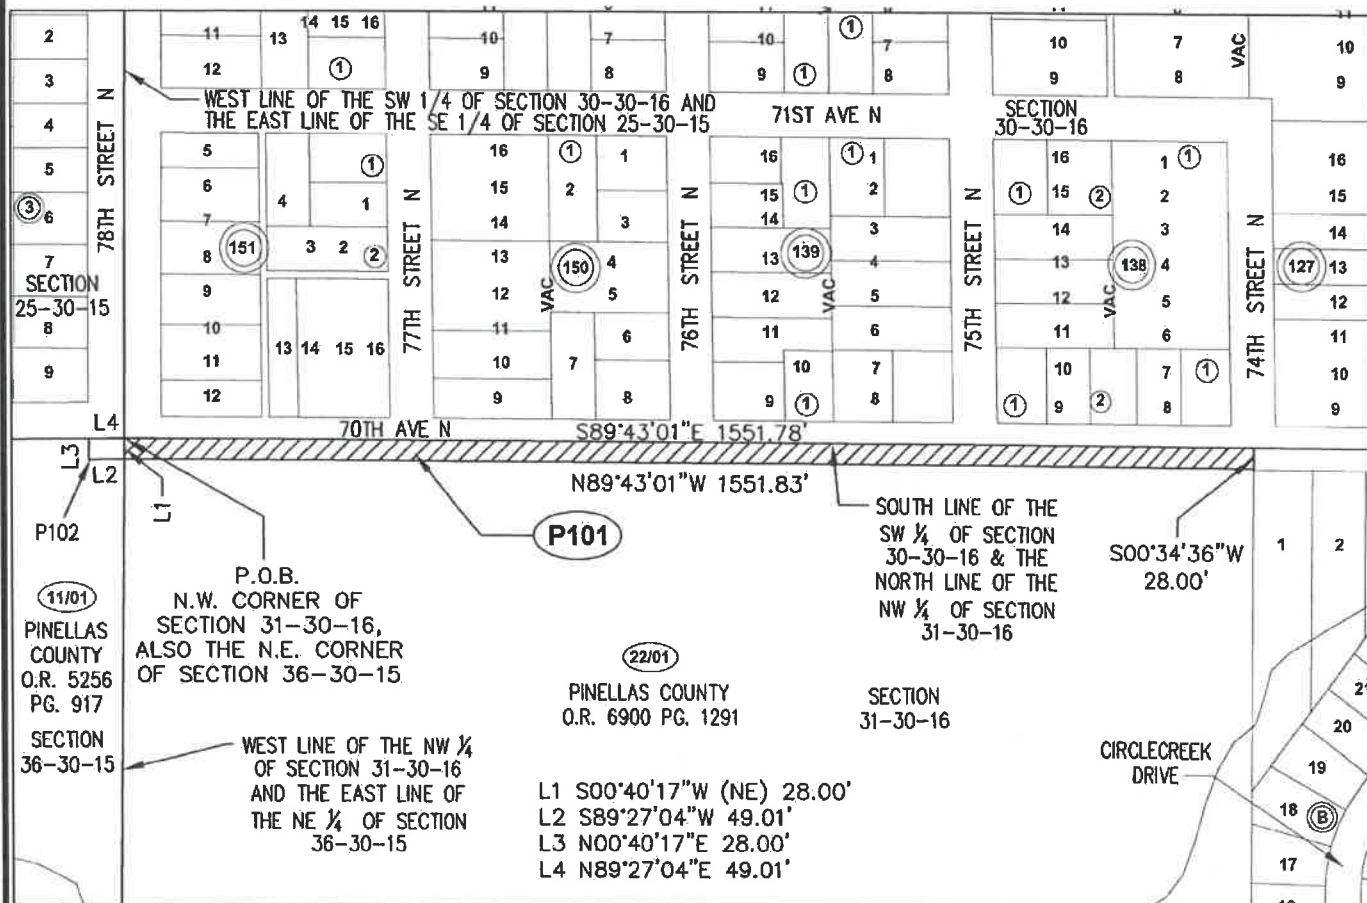 2
3
4
5
3
6
7
SECTION
25-30-15
8
9
78TH STREET N
11
12
13
14 15 16
1
10
9
7
8
10
9
1
1
7
8
10
9
7
8
VAC
10
9
WEST LINE OF THE SW 1/4 OF SECTION 30-30-16 AND
THE EAST LINE OF THE SE 1/4 OF SECTION 25-30-15
71ST AVE N
SECTION
30-30-16
5
6
7
8
9
10
11
12
151
4
1
1
3 2
2
13 14 15 16
77TH STREET N
16
15
14
13
12
11
10
9
1
2
150
VAC
7
1
3
4
5
6
8
76TH STREET N
16
15
14
13
12
11
9
1
139
VAC
10
1
1
1
2
3
4
5
6
7
8
75TH STREET N
1
16
15
2
14
13
12
11
10
9
1
2
138
VAC
1
1
2
3
4
5
6
7
1
8
74TH STREET N
127
16
15
14
13
12
11
10
9
L4
70TH AVE N
S89°43'01"E 1551.78'
L3
L2
L1
P102
N89°43'01"W 1551.83'
P101
SOUTH LINE OF THE
SW ¼ OF SECTION
30-30-16 & THE
NORTH LINE OF THE
NW ¼ OF SECTION
31-30-16
S00°34'36"W
28.00'
1
2
P.O.B.
N.W. CORNER OF
SECTION 31-30-16,
ALSO THE N.E. CORNER
OF SECTION 36-30-15
11/01
PINELLAS
COUNTY
O.R. 5256
PG. 917
SECTION
36-30-15
22/01
PINELLAS COUNTY
O.R. 6900 PG. 1291
SECTION
31-30-16
WEST LINE OF THE NW ¼
OF SECTION 31-30-16
AND THE EAST LINE OF
THE NE ¼ OF SECTION
36-30-15
L1 S00°40'17"W (NE) 28.00'
L2 S89°27'04"W 49.01'
L3 N00°40'17"E 28.00'
L4 N89°27'04"E 49.01'
CIRCLECREEK
DRIVE
20
19
18
B
17